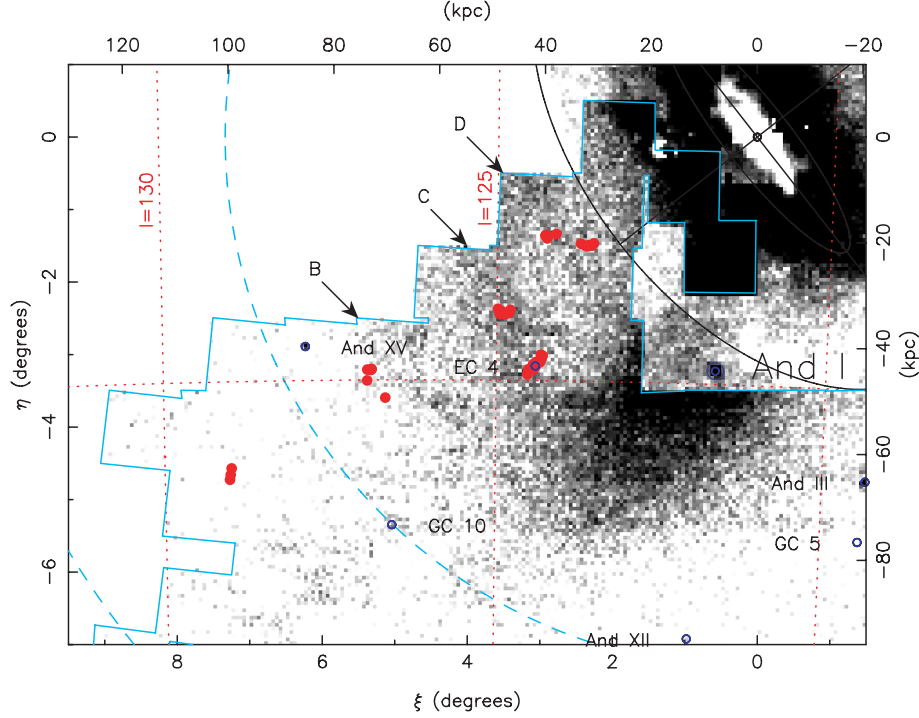 (kpc)
120 100 80 60 40 20 0 −20
D
0 0
l=130
l=125
C
−20
B
−2
η (degrees)
And XV
−40
(kpc)
EC 4
And I
−4
−60
And III
GC 10
GC 5
−80
−6
And XII
8 6 4 2 0
ξ (degrees)